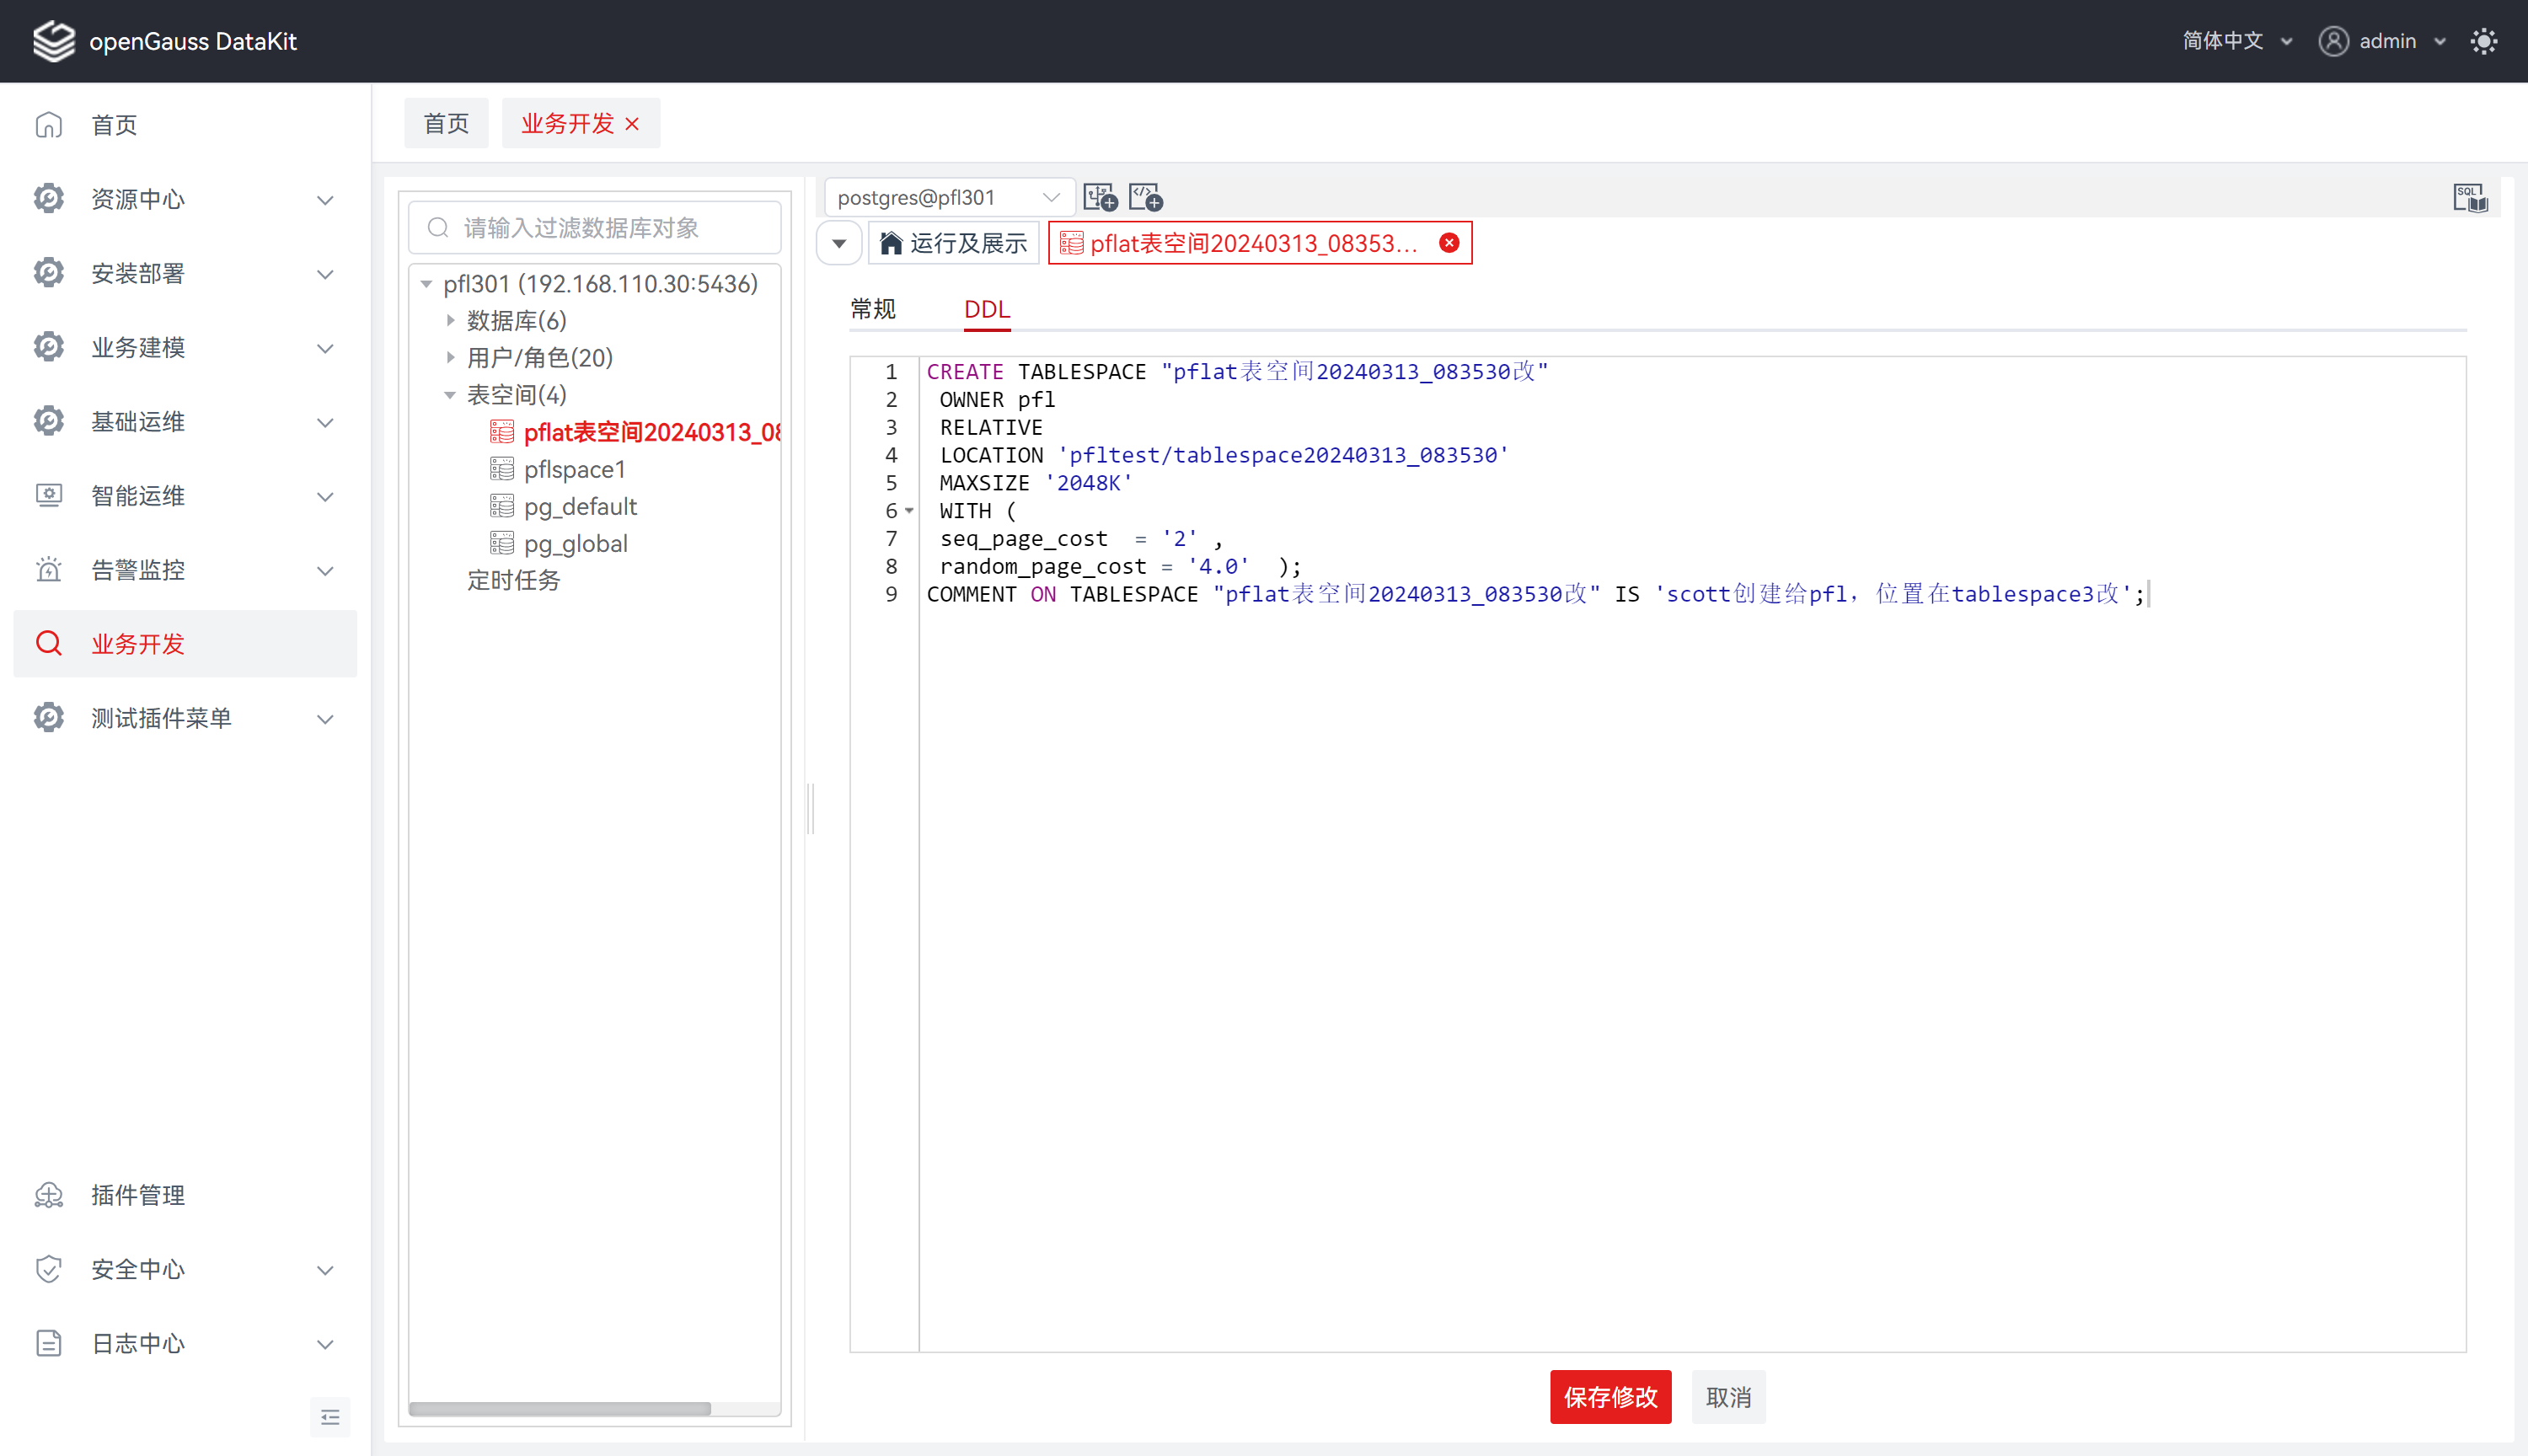 openGauss DataKit
简体中文
admin
首页
资源中心
安装部署
业务建模
基础运维
智能运维
告警监控
业务开发
测试插件菜单
插件管理
安全中心
日志中心
首页
业务开发
请输入过滤数据库对象
pfl301 (192.168.110.30:5436)
数据库(6)
用户/角色(20)
表空间(4)
pflat表空间20240313_08
pflspace1
pg_default
pg_global
定时任务
postgres@pfl301
SQL
运行及展示
pflat表空间20240313_08353...
常规
DDL
1 CREATE TABLESPACE "pflat表空间20240313_083530改"
2 OWNER pfl
3 RELATIVE
4 LOCATION 'pfltest/tablespace20240313_083530'
5 MAXSIZE '2048K'
6 WITH (
7 seq_page_cost  = '2' ,
8 random_page_cost = '4.0'  );
9 COMMENT ON TABLESPACE "pflat表空间20240313_083530改" IS 'scott创建给pfl，位置在tablespace3改';
保存修改
取消